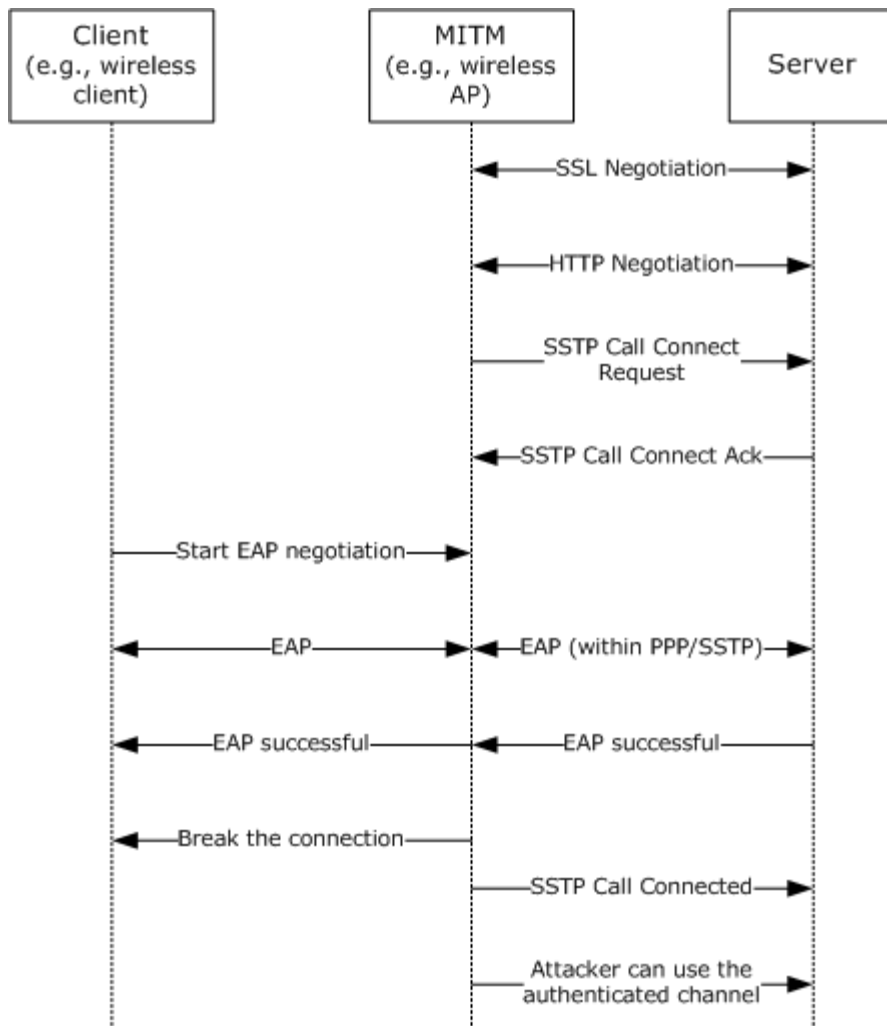 Client
(e.g., wireless
client)
MITM
(e.g., wireless
AP)
Server
SSL Negotiation
HTTP Negotiation
SSTP Call Connect
Request
SSTP Call Connect Ack
Start EAP negotiation
EAP
EAP (within PPP/SSTP)
EAP successful
EAP successful
Break the connection
SSTP Call Connected
Attacker can use the
authenticated channel